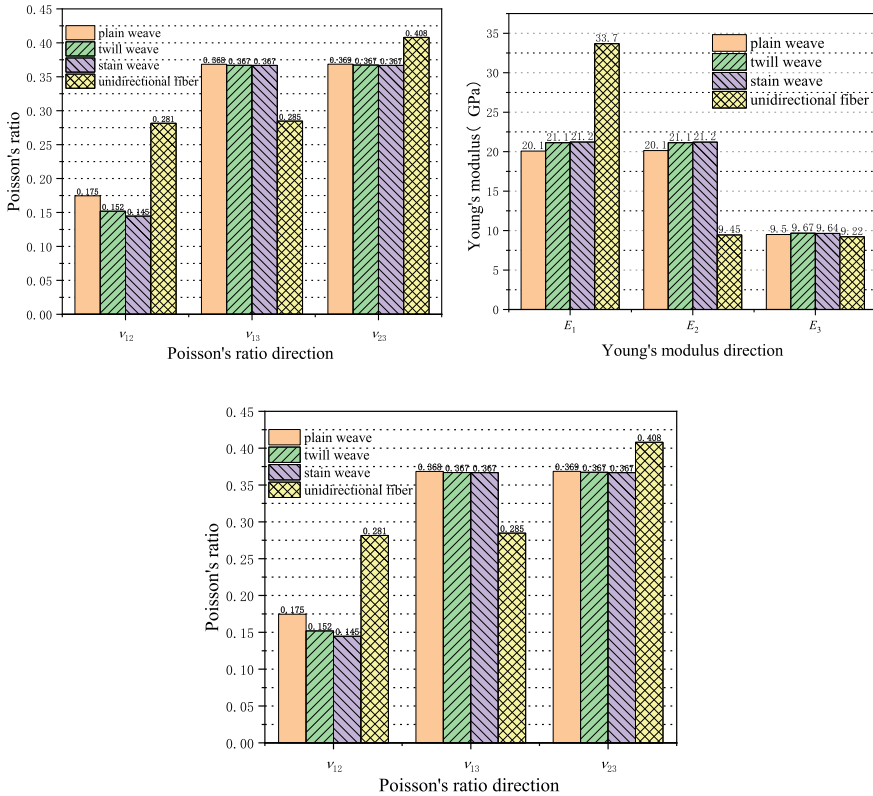 0.45
0.40
0.35
0.30
0.25
0.20
0.15
0.10
0.05
0.00
Poisson's ratio
plain weave
twill weave
stain weave
unidirectional fiber
0.175
0.152
0.145
0.281
0.368
0.367
0.367
0.285
0.369
0.367
0.367
0.408
ν12
ν13
ν23
Poisson's ratio direction
35
30
25
20
15
10
5
0
Young's modulus( GPa)
plain weave
twill weave
stain weave
unidirectional fiber
20.1
21.1
21.2
33.7
20.1
21.1
21.2
9.45
9.5
9.67
9.64
9.22
E1
E2
E3
Young's modulus direction
0.45
0.40
0.35
0.30
0.25
0.20
0.15
0.10
0.05
0.00
Poisson's ratio
plain weave
twill weave
stain weave
unidirectional fiber
0.175
0.152
0.145
0.281
0.368
0.367
0.367
0.285
0.369
0.367
0.367
0.408
ν12
ν13
ν23
Poisson's ratio direction